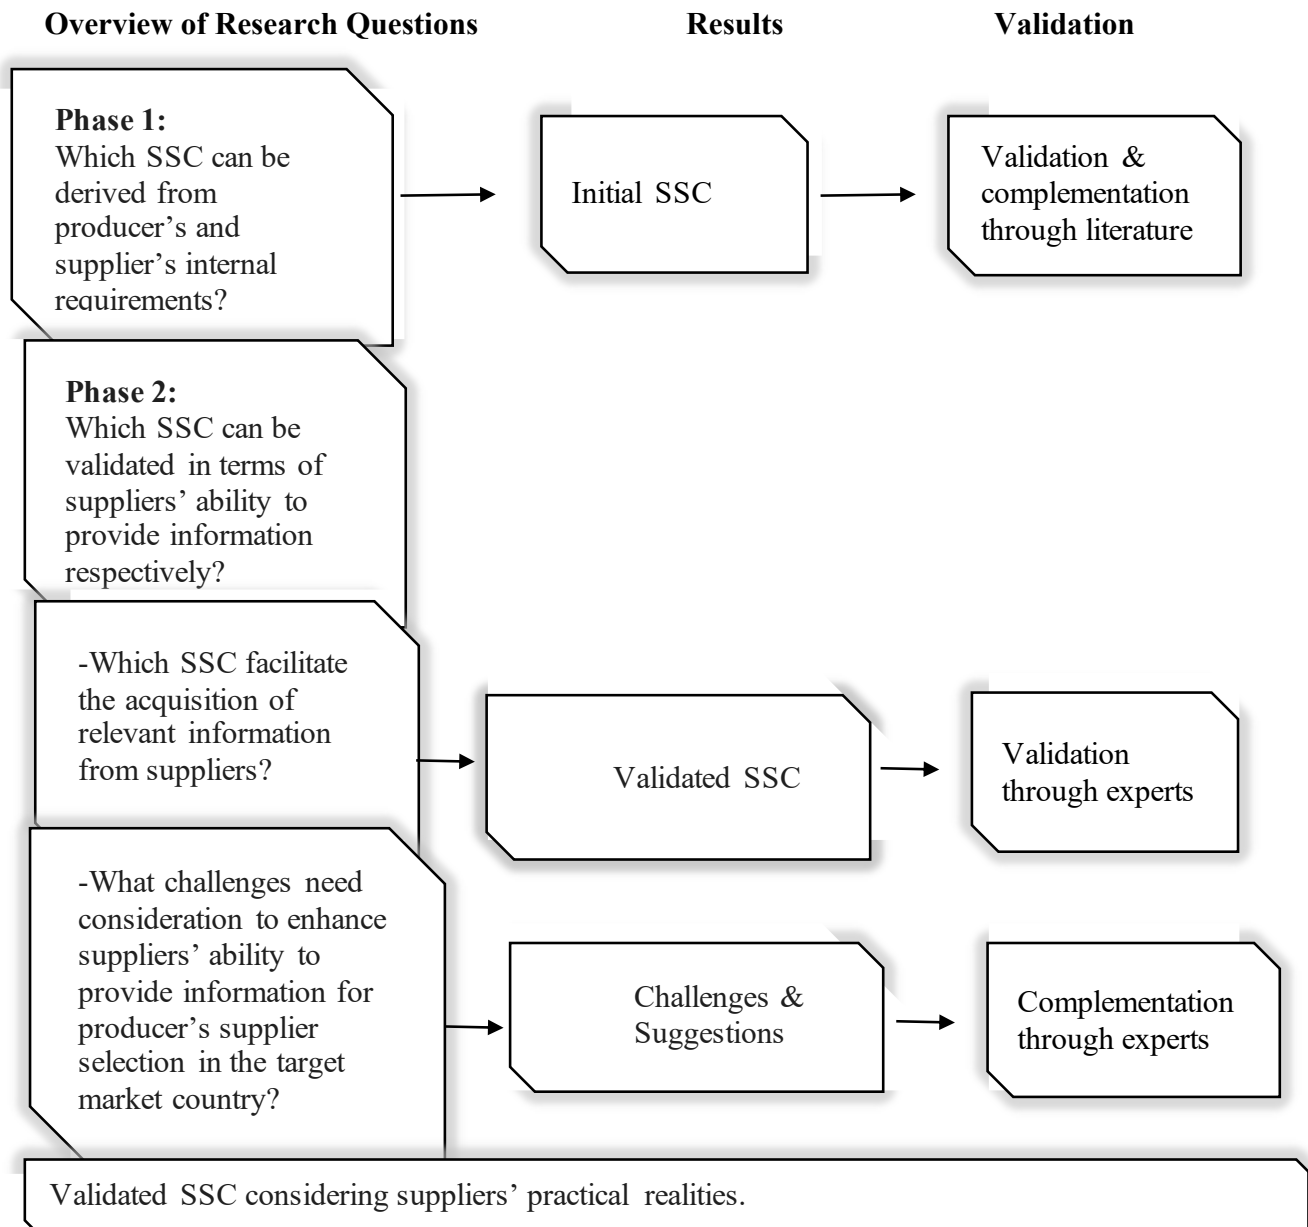 Overview of Research Questions
Results
Validation
Phase 1:
Which SSC can be
derived from
producer’s and
supplier’s internal
requirements?
Initial SSC
Validation &
complementation
through literature
Phase 2:
Which SSC can be
validated in terms of
suppliers’ ability to
provide information
respectively?
-Which SSC facilitate
the acquisition of
relevant information
from suppliers?
Validated SSC
Validation
through experts
-What challenges need
consideration to enhance
suppliers’ ability to
provide information for
producer’s supplier
selection in the target
market country?
Challenges &
Suggestions
Complementation
through experts
Validated SSC considering suppliers’ practical realities.